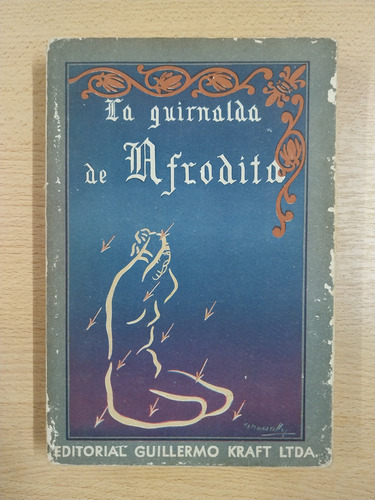 La guirnalda
de Afrodita
EDITORIAL GUILLERMO KRAFT LTDA.